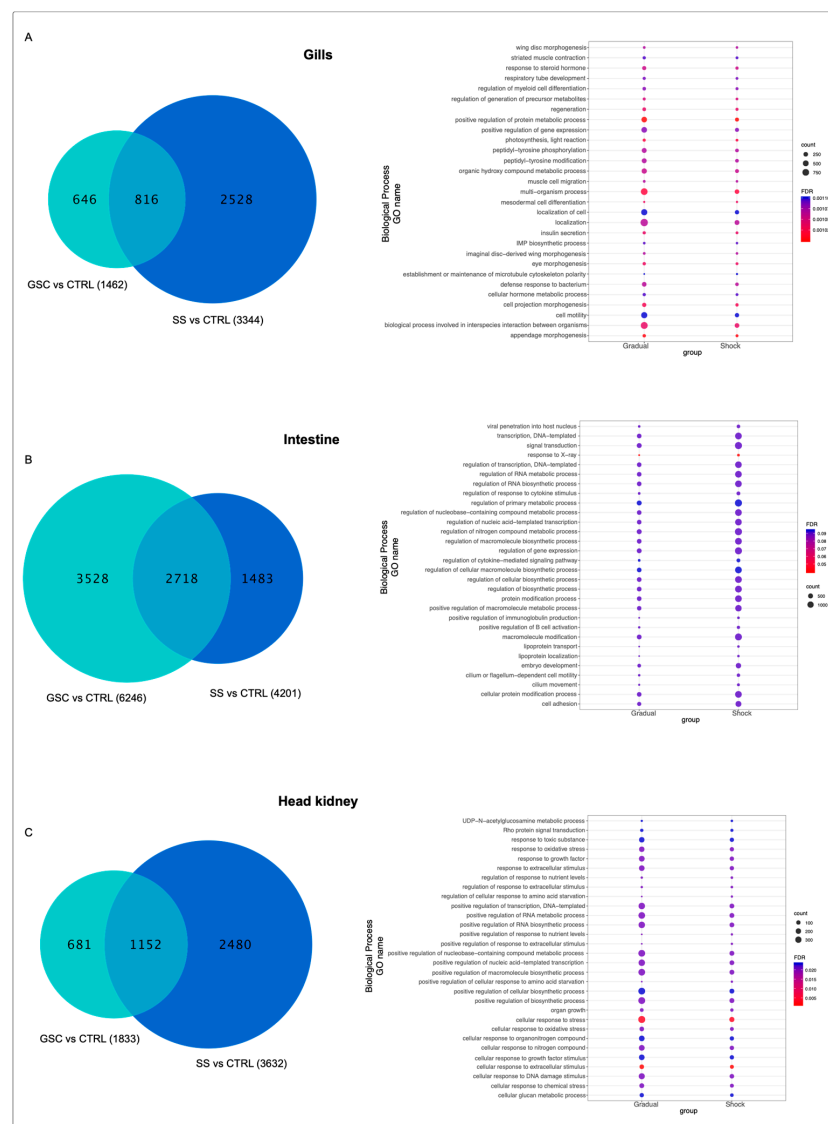 A
Gills
646
816
2528
GSC vs CTRL (1462)
SS vs CTRL (3344)
Biological Process
GO name
wing disc morphogenesis
striated muscle contraction
response to steroid hormone
respiratory tube development
regulation of myeloid cell differentiation
regulation of generation of precursor metabolites
regeneration
positive regulation of protein metabolic process
positive regulation of gene expression
photosynthesis, light reaction
peptidyl−tyrosine phosphorylation
peptidyl−tyrosine modification
organic hydroxy compound metabolic process
muscle cell migration
multi−organism process
mesodermal cell differentiation
localization of cell
localization
insulin secretion
IMP biosynthetic process
imaginal disc−derived wing morphogenesis
eye morphogenesis
establishment or maintenance of microtubule cytoskeleton polarity
defense response to bacterium
cellular hormone metabolic process
cell projection morphogenesis
cell motility
biological process involved in interspecies interaction between organisms
appendage morphogenesis
Gradual
Shock
group
count
250
500
750
FDR
Intestine
B
3528
2718
1483
GSC vs CTRL (6246)
SS vs CTRL (4201)
Biological Process
GO name
viral penetration into host nucleus
transcription, DNA−templated
signal transduction
response to X−ray
regulation of transcription, DNA−templated
regulation of RNA metabolic process
regulation of RNA biosynthetic process
regulation of response to cytokine stimulus
regulation of primary metabolic process
regulation of nucleobase−containing compound metabolic process
regulation of nucleic acid−templated transcription
regulation of nitrogen compound metabolic process
regulation of macromolecule biosynthetic process
regulation of gene expression
regulation of cytokine−mediated signaling pathway
regulation of cellular macromolecule biosynthetic process
regulation of cellular biosynthetic process
regulation of biosynthetic process
protein modification process
positive regulation of macromolecule metabolic process
positive regulation of immunoglobulin production
positive regulation of B cell activation
macromolecule modification
lipoprotein transport
lipoprotein localization
embryo development
cilium or flagellum−dependent cell motility
cilium movement
cellular protein modification process
cell adhesion
Gradual
Shock
group
FDR
0.09
0.08
0.07
0.06
0.05
count
500
1000
Head kidney
C
681
1152
2480
GSC vs CTRL (1833)
SS vs CTRL (3632)
Biological Process
GO name
UDP−N−acetylglucosamine metabolic process
Rho protein signal transduction
response to toxic substance
response to oxidative stress
response to growth factor
response to extracellular stimulus
regulation of response to nutrient levels
regulation of response to extracellular stimulus
regulation of cellular response to amino acid starvation
positive regulation of transcription, DNA−templated
positive regulation of RNA metabolic process
positive regulation of RNA biosynthetic process
positive regulation of response to nutrient levels
positive regulation of response to extracellular stimulus
positive regulation of nucleobase−containing compound metabolic process
positive regulation of nucleic acid−templated transcription
positive regulation of macromolecule biosynthetic process
positive regulation of cellular response to amino acid starvation
positive regulation of cellular biosynthetic process
positive regulation of biosynthetic process
organ growth
cellular response to stress
cellular response to oxidative stress
cellular response to organonitrogen compound
cellular response to nitrogen compound
cellular response to growth factor stimulus
cellular response to extracellular stimulus
cellular response to DNA damage stimulus
cellular response to chemical stress
cellular glucan metabolic process
Gradual
Shock
group
count
100
200
300
FDR
0.020
0.015
0.010
0.005